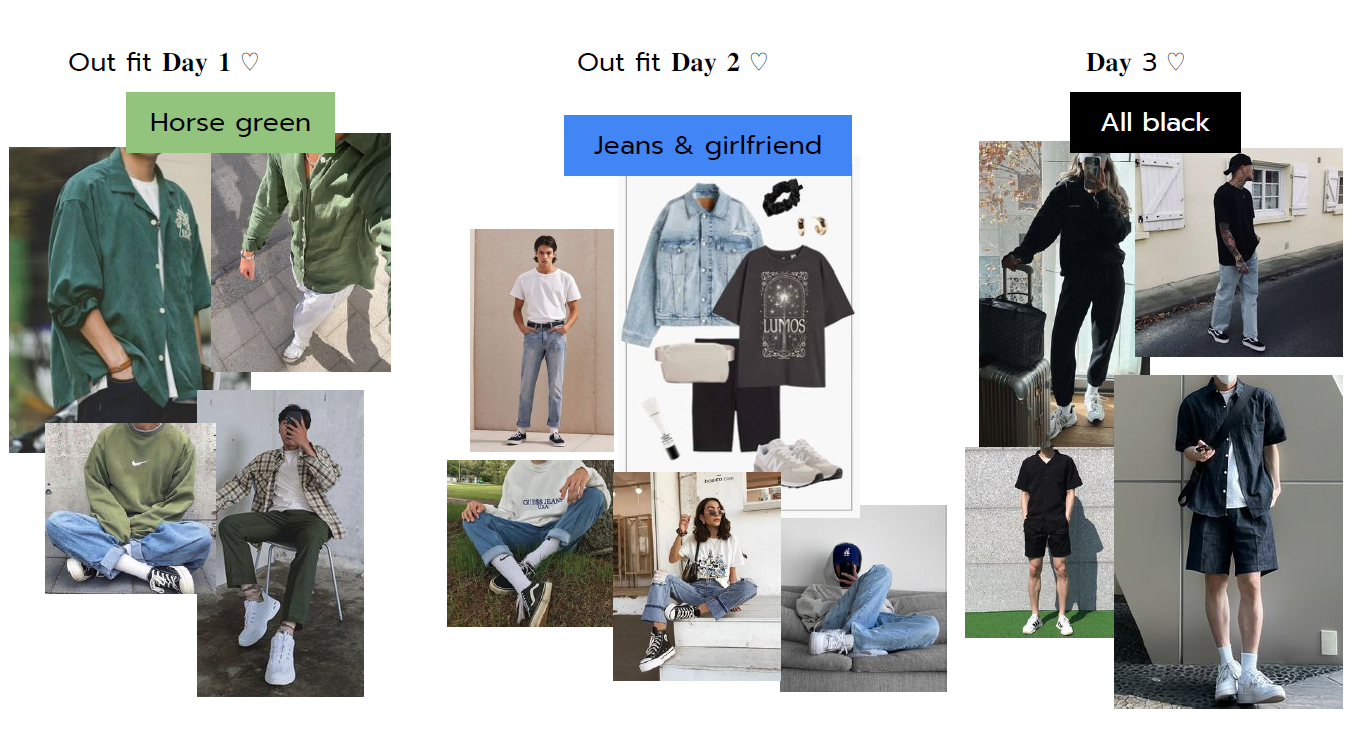 Out fit Day 1 ♡
Horse green
Out fit Day 2 ♡
Jeans & girlfriend
LUMOS
GUESS JEANS
U.S.A.
Day 3 ♡
All black